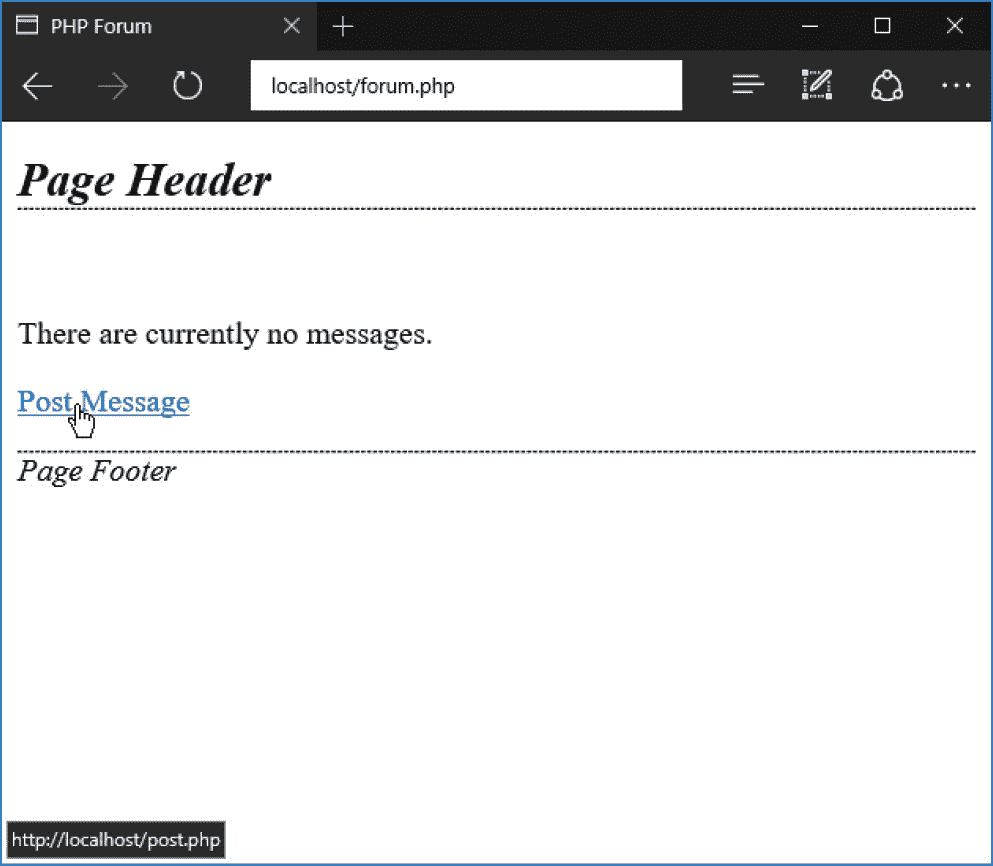 PHP Forum
localhost/forum.php
Page Header
There are currently no messages.
Post Message
Page Footer
http://localhost/post.php